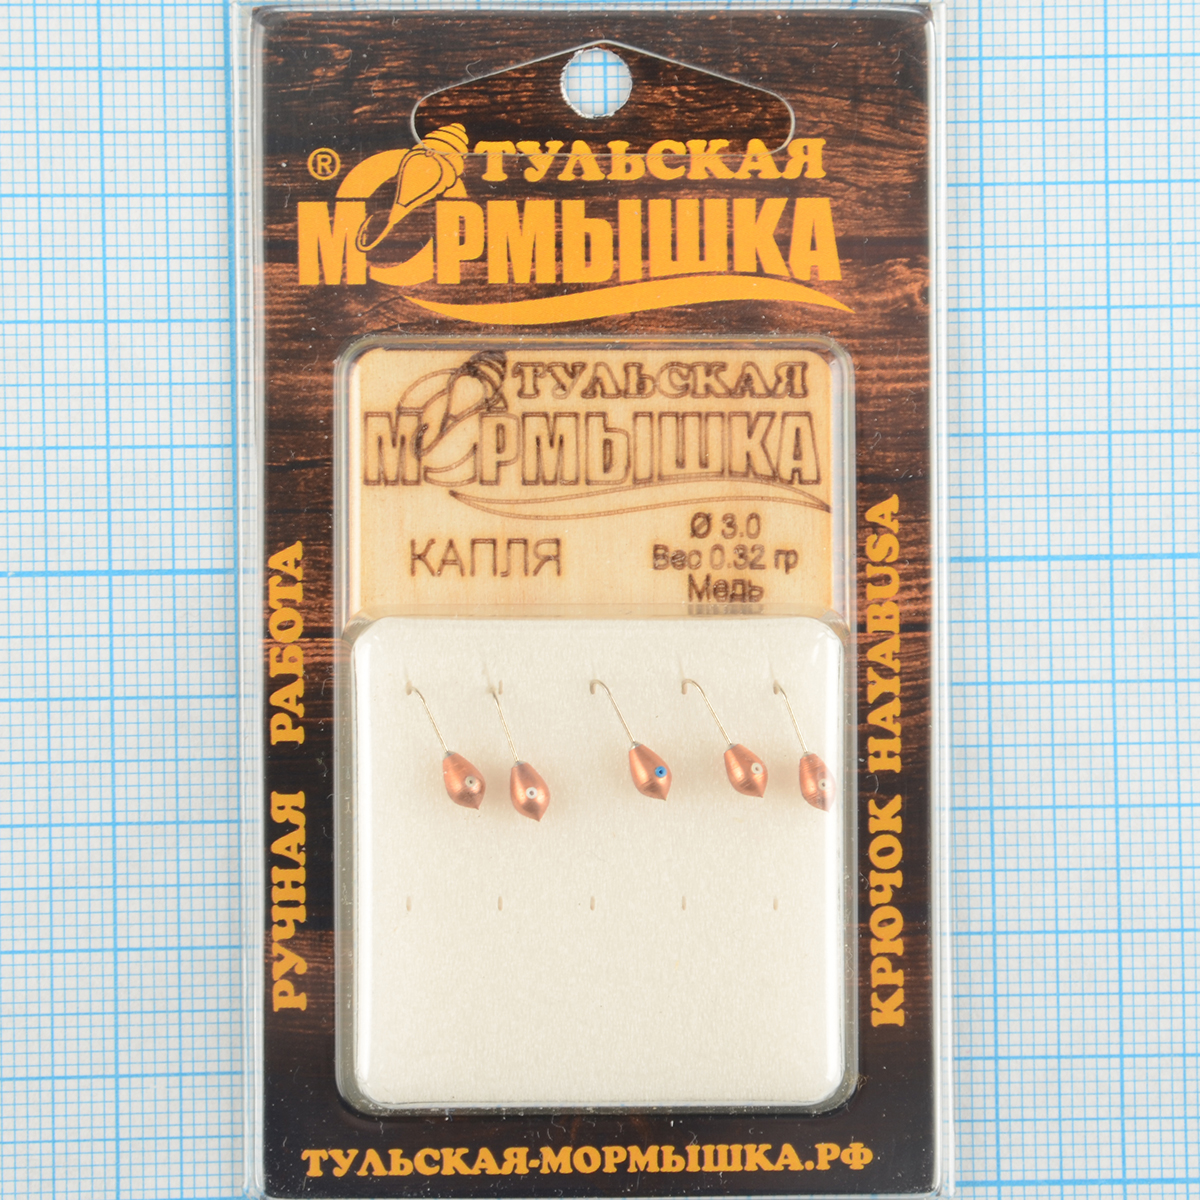 ®
ТУЛЬСКАЯ
МОРМЫШКА
ТУЛЬСКАЯ
МОРМЫШКА
КАПЛЯ
Ø 3.0
Вес 0.32 гр
Медь
РУЧНАЯ РАБОТА
КРЮЧОК HAYABUSA
ТУЛЬСКАЯ-МОРМЫШКА.РФ